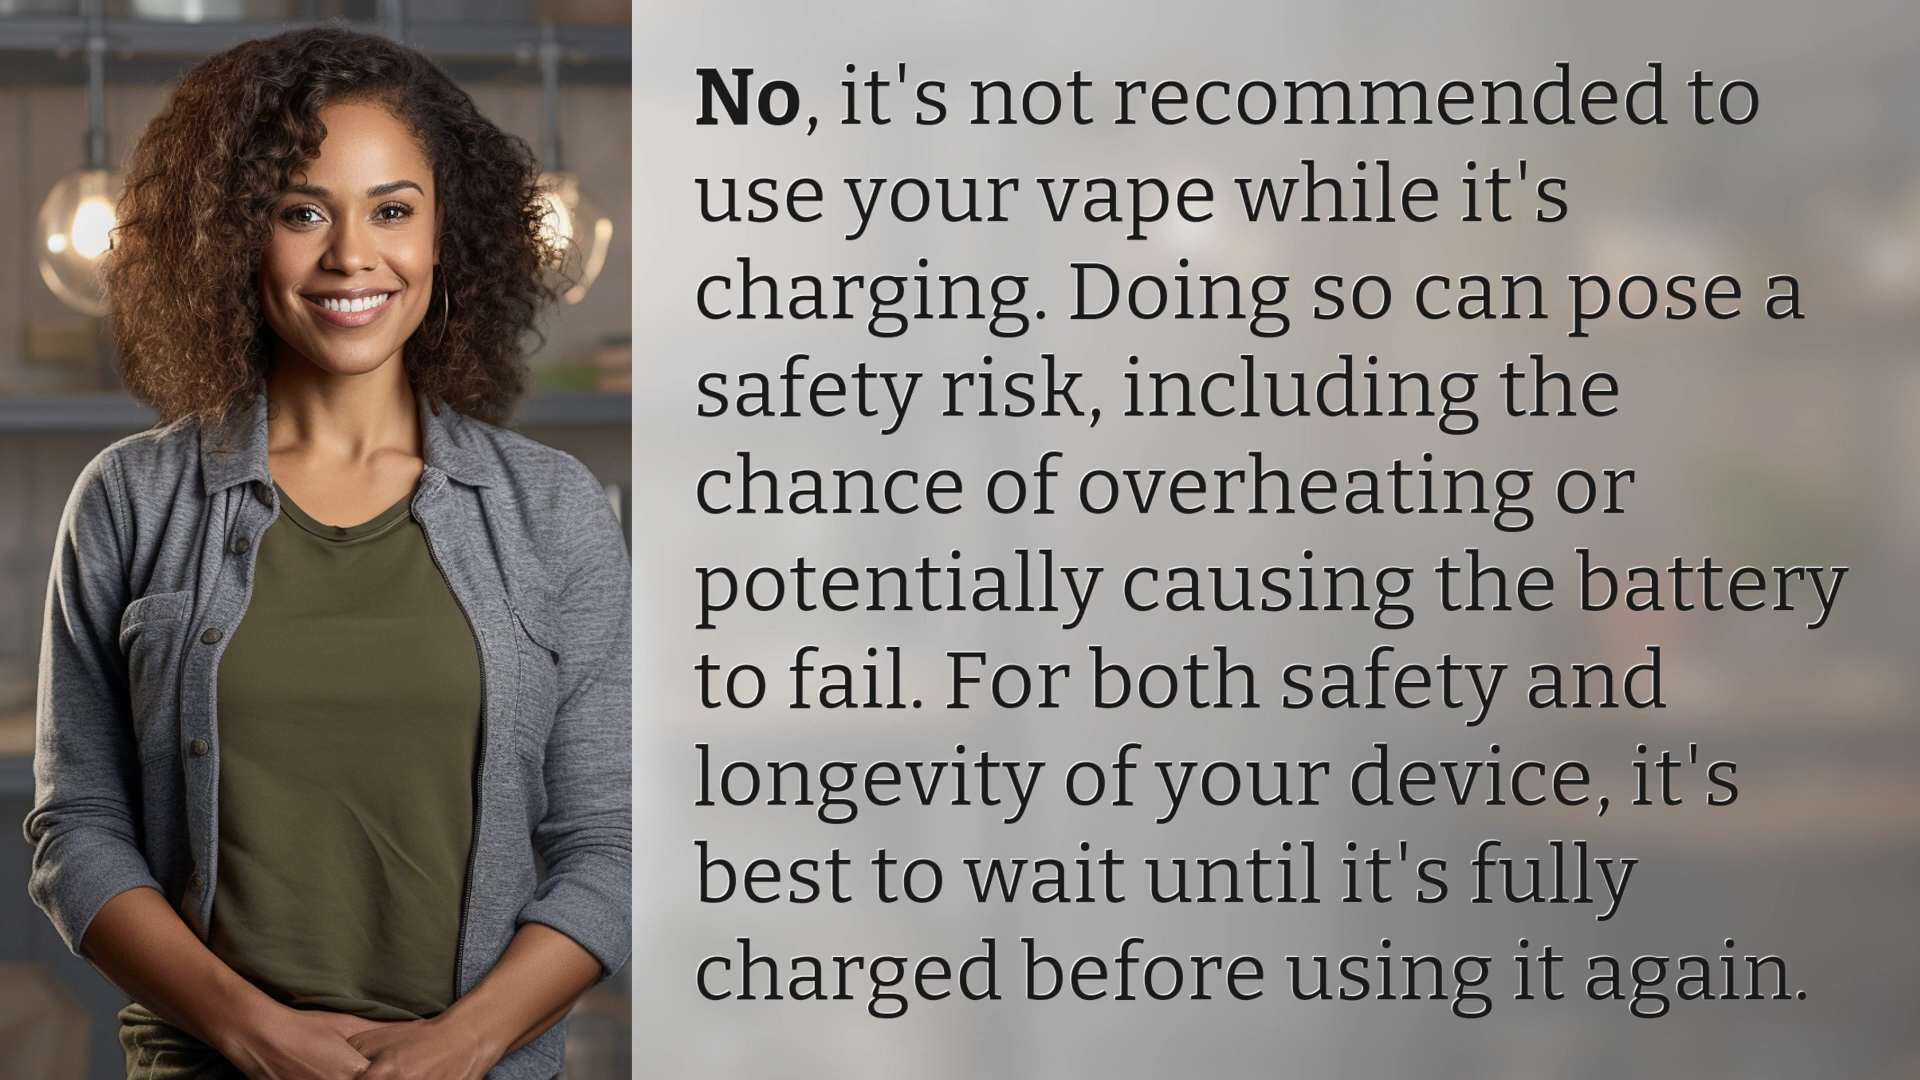 No, it's not recommended to
use your vape while it's
charging. Doing so can pose a
safety risk, including the
chance of overheating or
potentially causing the battery
to fail. For both safety and
longevity of your device, it's
best to wait until it's fully
charged before using it again.